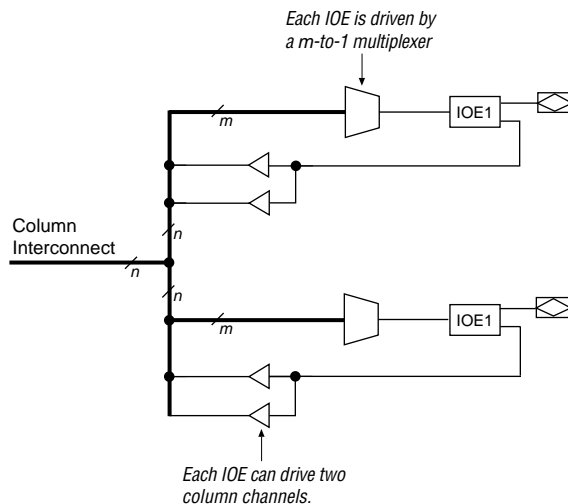 Each IOE is driven by
a m-to-1 multiplexer
m
IOE1
n
Column
Interconnect
n
n
m
IOE1
Each IOE can drive two
column channels.